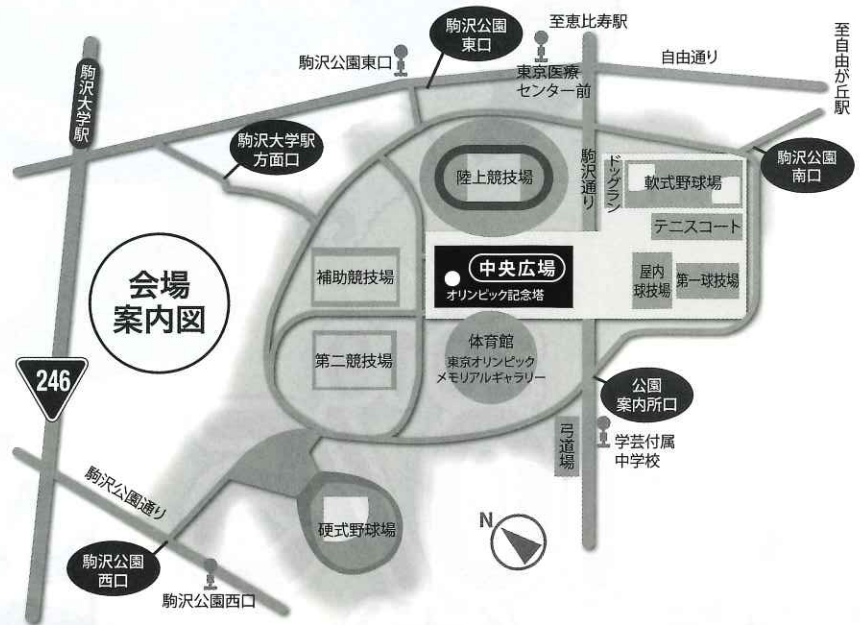 至恵比寿駅
駒沢公園
東口
駒沢公園東口
東京医療
センター前
自由通り
至自由が丘駅
駒沢大学駅
駒沢大学駅
方面口
陸上競技場
駒沢通り
ドッグラン
軟式野球場
駒沢公園
南口
テニスコート
会場
案内図
補助競技場
中央広場
オリンピック記念塔
屋内
球技場
第一球技場
第二競技場
体育館
東京オリンピック
メモリアルギャラリー
246
公園
案内所口
弓道場
学芸付属
中学校
駒沢公園通り
硬式野球場
N
駒沢公園
西口
駒沢公園西口